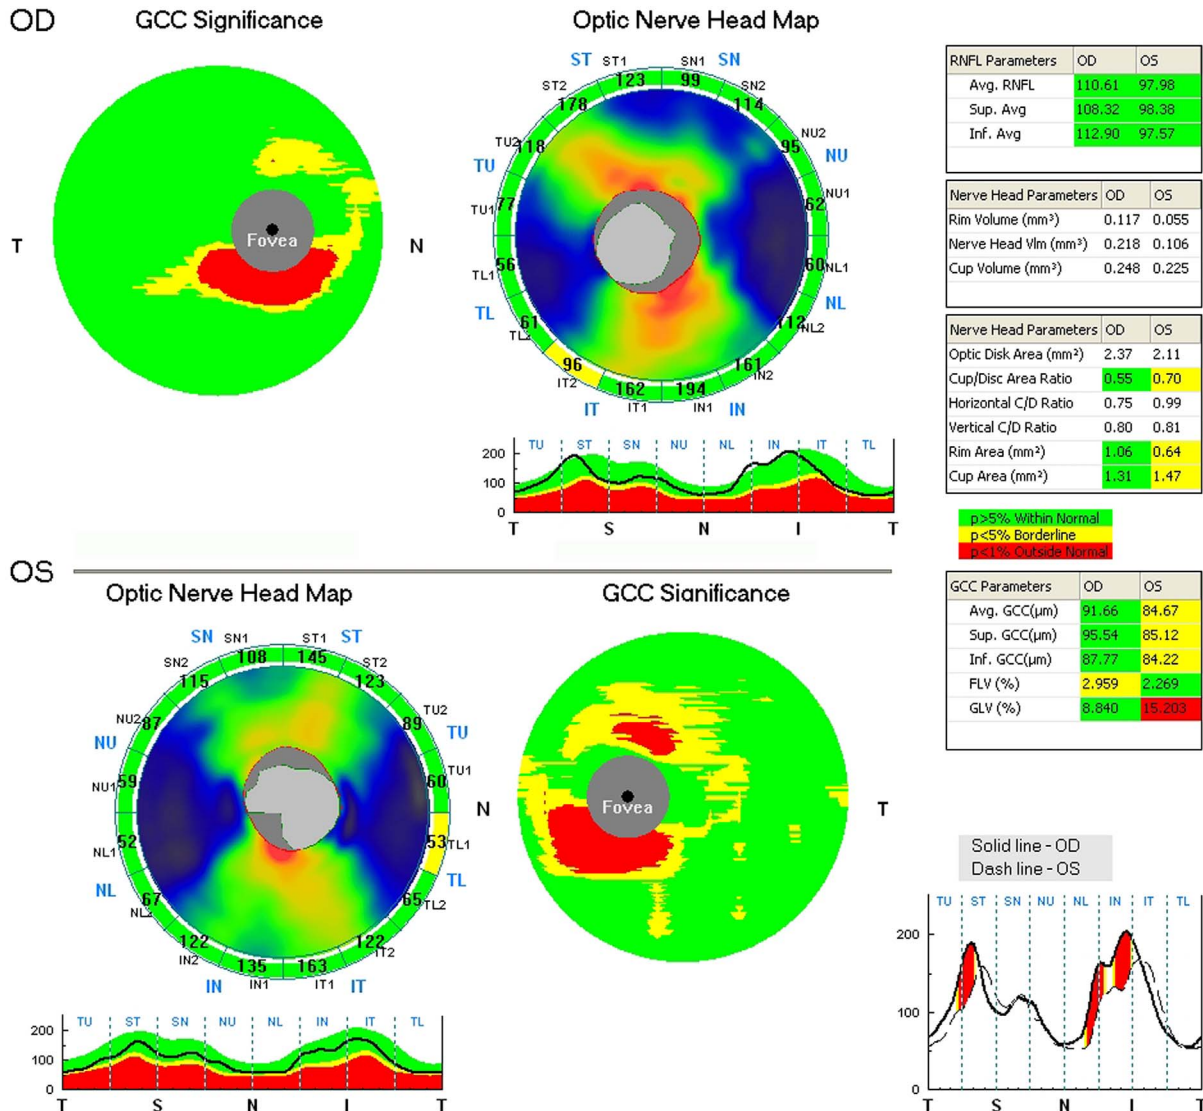 OD
GCC Significance
Optic Nerve Head Map
T
Fovea
N
ST
SN
NU
NL
IN
IT
TL
TU
ST1
SN1
SN2
NU2
NU1
NL1
NL2
IN2
IN1
IT1
IT2
TL2
TL1
TU1
TU2
ST2
123
99
114
95
62
60
112
161
194
162
96
61
56
77
118
178
TU ST SN NU NL IN IT TL
200
100
0
T S N I T
RNFL Parameters OD OS
Avg. RNFL 110.61 97.98
Sup. Avg 108.32 98.38
Inf. Avg 112.90 97.57
Nerve Head Parameters OD OS
Rim Volume (mm³) 0.117 0.055
Nerve Head Vlm (mm³) 0.218 0.106
Cup Volume (mm³) 0.248 0.225
Nerve Head Parameters OD OS
Optic Disk Area (mm²) 2.37 2.11
Cup/Disc Area Ratio 0.55 0.70
Horizontal C/D Ratio 0.75 0.99
Vertical C/D Ratio 0.80 0.81
Rim Area (mm²) 1.06 0.64
Cup Area (mm²) 1.31 1.47
p>5% Within Normal
p<5% Borderline
p<1% Outside Normal
GCC Parameters OD OS
Avg. GCC(µm) 91.66 84.67
Sup. GCC(µm) 95.54 85.12
Inf. GCC(µm) 87.77 84.22
FLV (%) 2.959 2.269
GLV (%) 8.840 15.203
OS
Optic Nerve Head Map
GCC Significance
SN
ST
TU
TL
IT
IN
NL
NU
SN1
ST1
ST2
TU2
TU1
TL1
TL2
IT2
IT1
IN1
IN2
NL2
NL1
NU1
NU2
SN2
108
145
123
89
60
53
65
122
163
135
122
67
52
59
87
115
N
Fovea
T
TU ST SN NU NL IN IT TL
200
100
0
T S N I T
Solid line - OD
Dash line - OS
TU ST SN NU NL IN IT TL
200
100
0
T S N I T